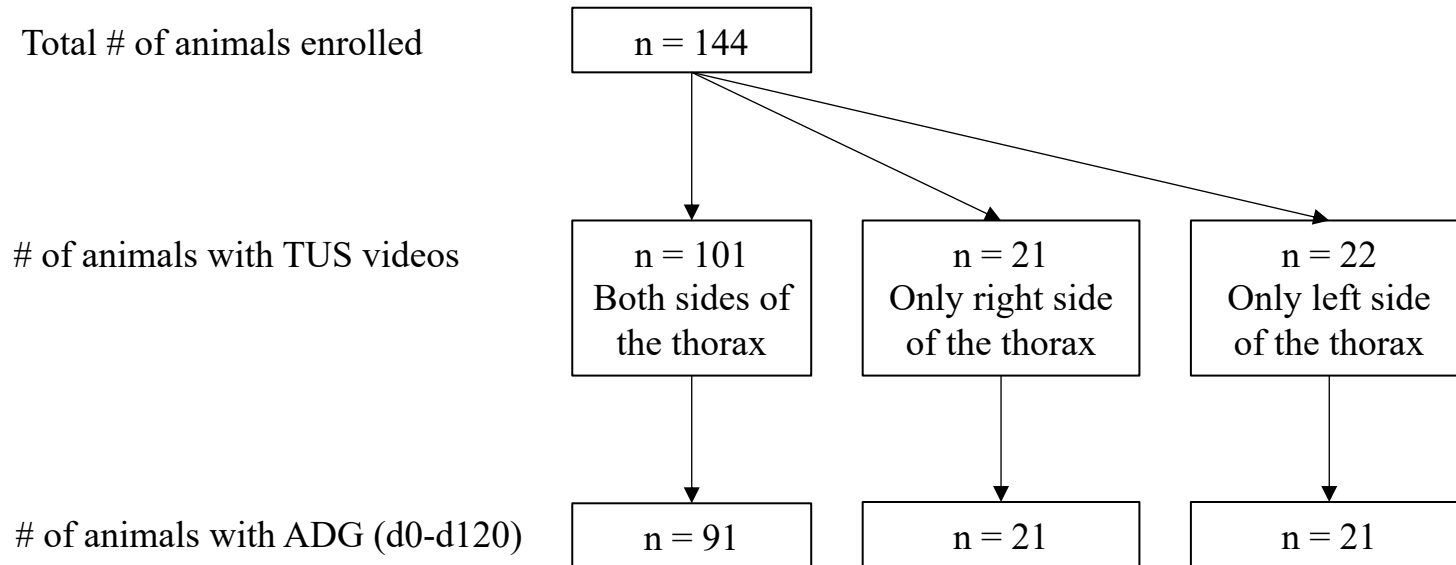 Total # of animals enrolled
n = 144
# of animals with TUS videos
n = 101
Both sides of
the thorax
n = 21
Only right side
of the thorax
n = 22
Only left side
of the thorax
# of animals with ADG (d0-d120)
n = 91
n = 21
n = 21